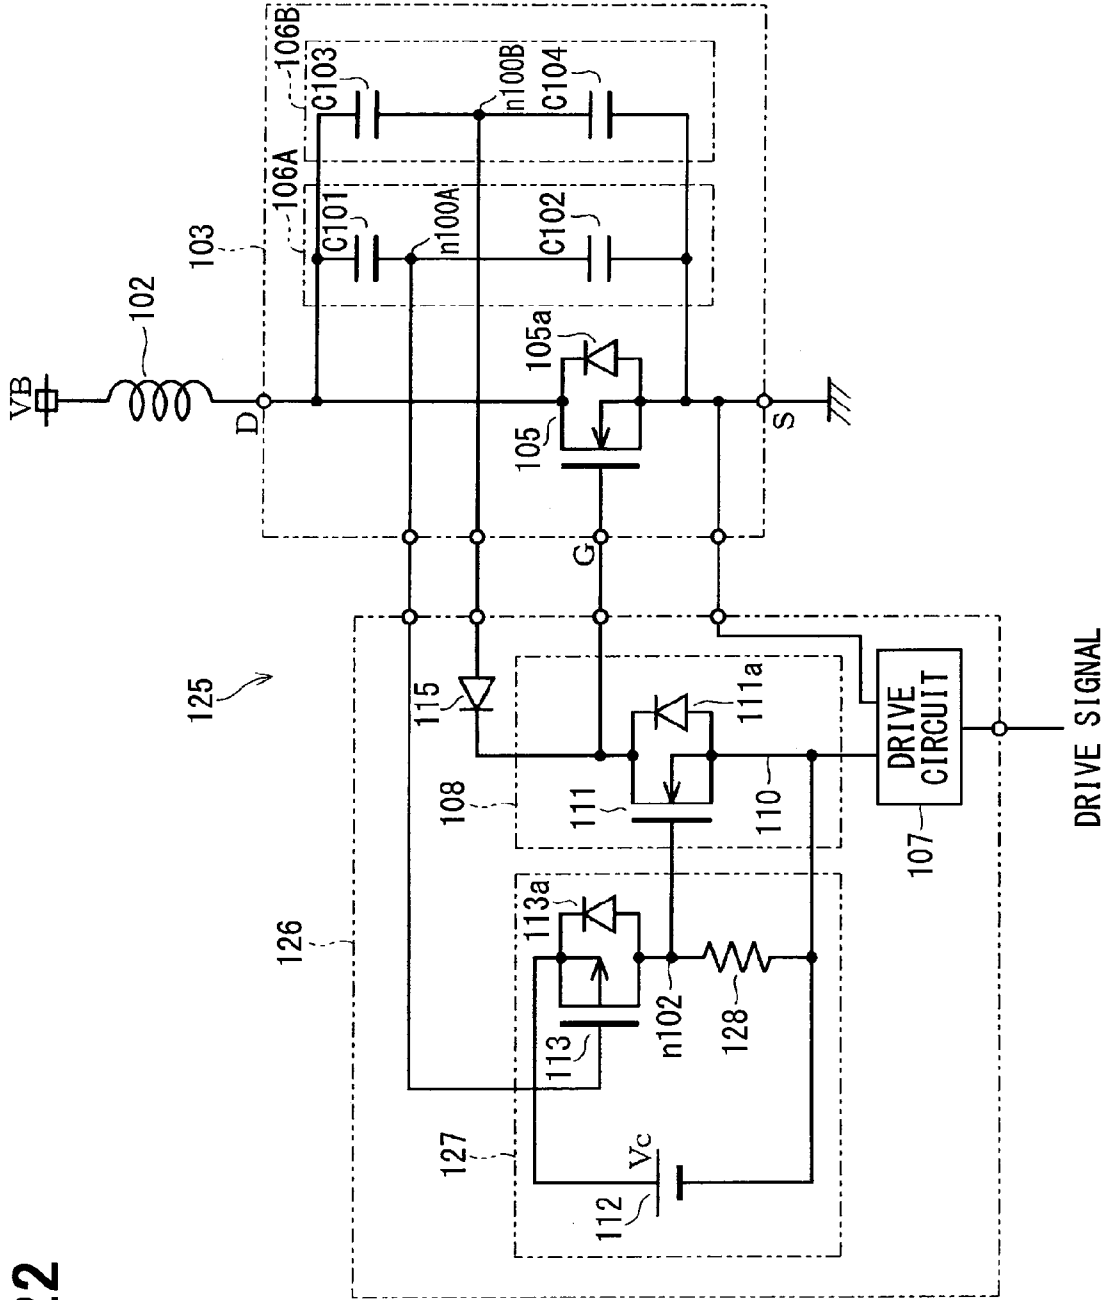 22
VB
102
D
103
106A
106B
C101
C103
n100A
n100B
C102
C104
105
105a
S
G
125
126
115
108
111
111a
110
DRIVE
CIRCUIT
107
DRIVE SIGNAL
127
113
113a
n102
128
112
Vc